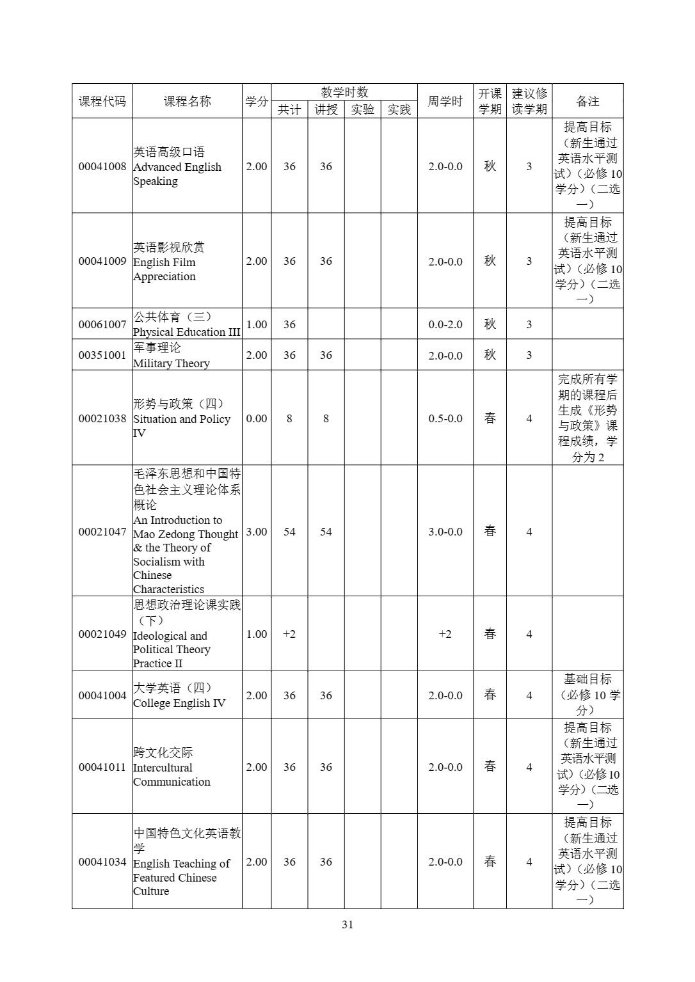 课程代码 课程名称 学分 教学时数 周学时 开课学期 建议修读学期 备注
共计 讲授 实验 实践
00041008 英语高级口语 Advanced English Speaking 2.00 36 36 2.0-0.0 秋 3 提高目标（新生通过英语水平测试）（必修 10 学分）（二选一）
00041009 英语影视欣赏 English Film Appreciation 2.00 36 36 2.0-0.0 秋 3 提高目标（新生通过英语水平测试）（必修 10 学分）（二选一）
00061007 公共体育（三） Physical Education III 1.00 36 0.0-2.0 秋 3
00351001 军事理论 Military Theory 2.00 36 36 2.0-0.0 秋 3
00021038 形势与政策（四） Situation and Policy IV 0.00 8 8 0.5-0.0 春 4 完成所有学期的课程后生成《形势与政策》课程成绩，学分为 2
00021047 毛泽东思想和中国特色社会主义理论体系概论 An Introduction to Mao Zedong Thought & the Theory of Socialism with Chinese Characteristics 3.00 54 54 3.0-0.0 春 4
00021049 思想政治理论课实践（下） Ideological and Political Theory Practice II 1.00 +2 +2 春 4
00041004 大学英语（四） College English IV 2.00 36 36 2.0-0.0 春 4 基础目标（必修 10 学分）
00041011 跨文化交际 Intercultural Communication 2.00 36 36 2.0-0.0 春 4 提高目标（新生通过英语水平测试）（必修 10 学分）（二选一）
00041034 中国特色文化英语教学 English Teaching of Featured Chinese Culture 2.00 36 36 2.0-0.0 春 4 提高目标（新生通过英语水平测试）（必修 10 学分）（二选一）
31